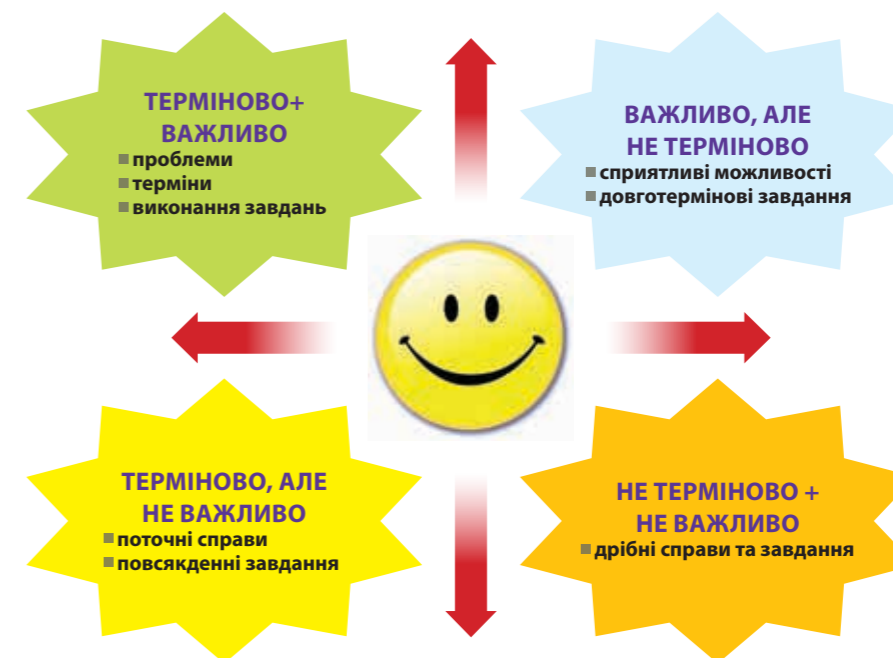 ТЕРМІНОВО+
ВАЖЛИВО
проблеми
терміни
виконання завдань
ВАЖЛИВО, АЛЕ
НЕ ТЕРМІНОВО
сприятливі можливості
довготермінові завдання
ТЕРМІНОВО, АЛЕ
НЕ ВАЖЛИВО
поточні справи
повсякденні завдання
НЕ ТЕРМІНОВО +
НЕ ВАЖЛИВО
дрібні справи та завдання